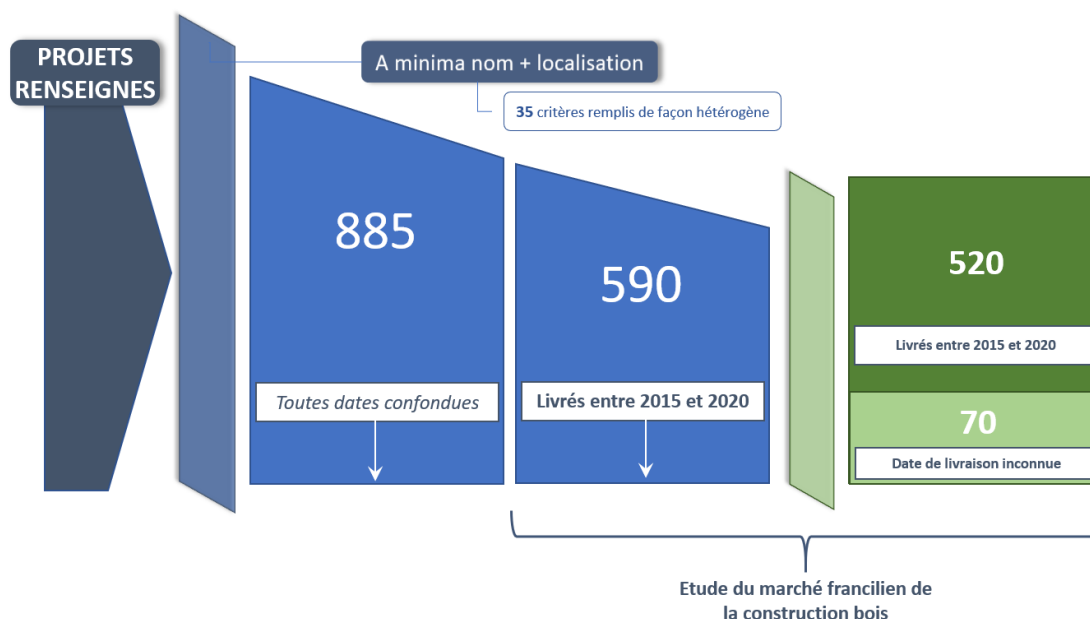 PROJETS
RENSEIGNES
A minima nom + localisation
35 critères remplis de façon hétérogène
885
Toutes dates confondues
590
Livrés entre 2015 et 2020
520
Livrés entre 2015 et 2020
70
Date de livraison inconnue
Etude du marché francilien de
la construction bois